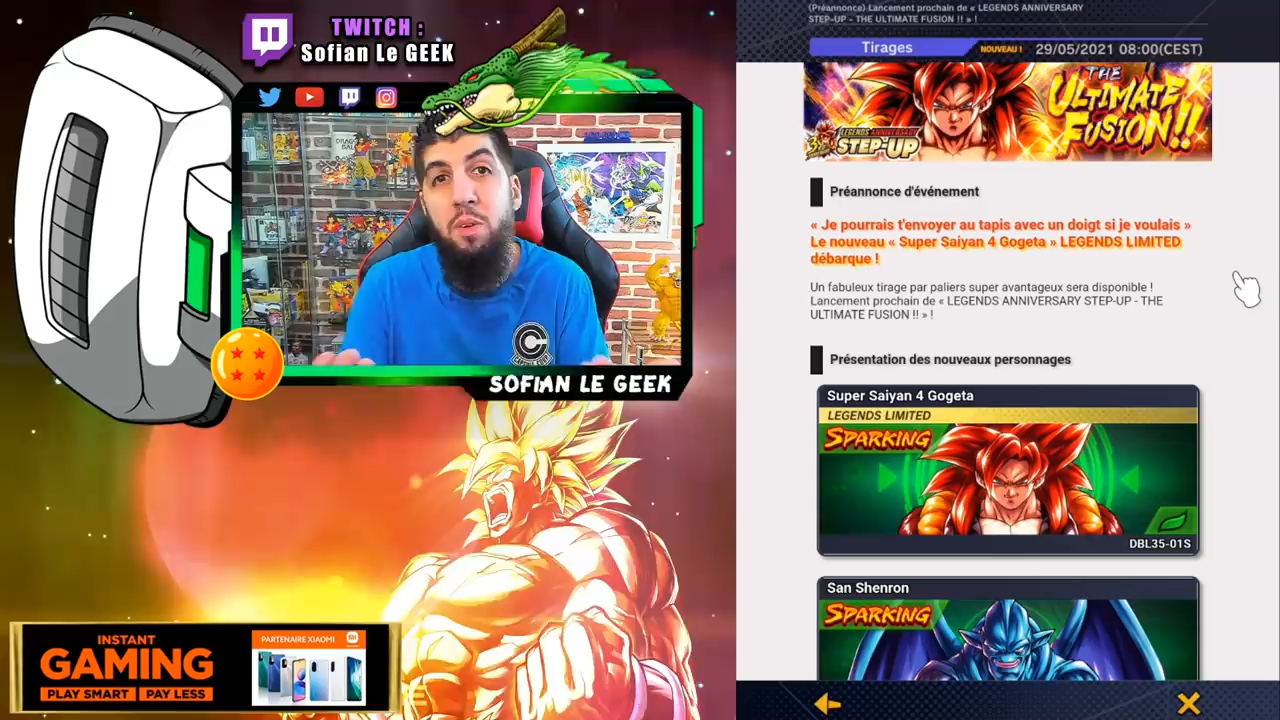 TWITCH :
Sofian Le GEEK
SOFIAN LE GEEK
INSTANT
GAMING
PLAY SMART | PAY LESS
PARTENAIRE XIAOMI
(Préannonce) Lancement prochain de « LEGENDS ANNIVERSARY
STEP-UP - THE ULTIMATE FUSION !! » !
Tirages
NOUVEAU !
29/05/2021 08:00(CEST)
THE
ULTIMATE
FUSION!!
LEGENDS ANNIVERSARY
STEP-UP
Préannonce d'événement
« Je pourrais t'envoyer au tapis avec un doigt si je voulais »
Le nouveau « Super Saiyan 4 Gogeta » LEGENDS LIMITED
débarque !
Un fabuleux tirage par paliers super avantageux sera disponible !
Lancement prochain de « LEGENDS ANNIVERSARY STEP-UP - THE
ULTIMATE FUSION !! » !
Présentation des nouveaux personnages
Super Saiyan 4 Gogeta
LEGENDS LIMITED
SPARKING
DBL35-01S
San Shenron
SPARKING